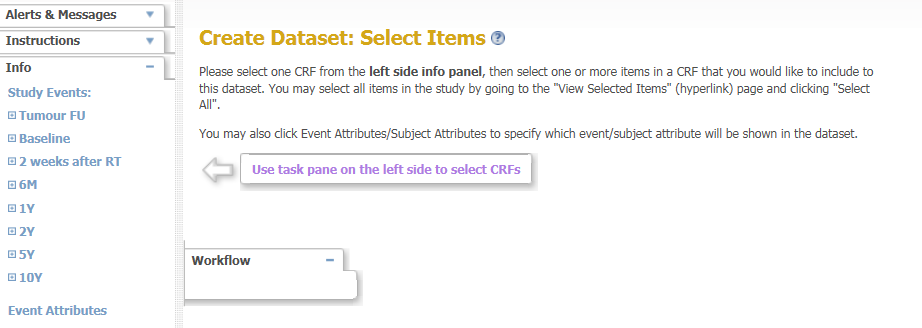 Alerts & Messages
Instructions
Info
Study Events:
Tumour FU
Baseline
2 weeks after RT
6M
1Y
2Y
5Y
10Y
Event Attributes
Create Dataset: Select Items ?
Please select one CRF from the left side info panel, then select one or more items in a CRF that you would like to include to
this dataset. You may select all items in the study by going to the "View Selected Items" (hyperlink) page and clicking "Select
All".
You may also click Event Attributes/Subject Attributes to specify which event/subject attribute will be shown in the dataset.
Use task pane on the left side to select CRFs
Workflow